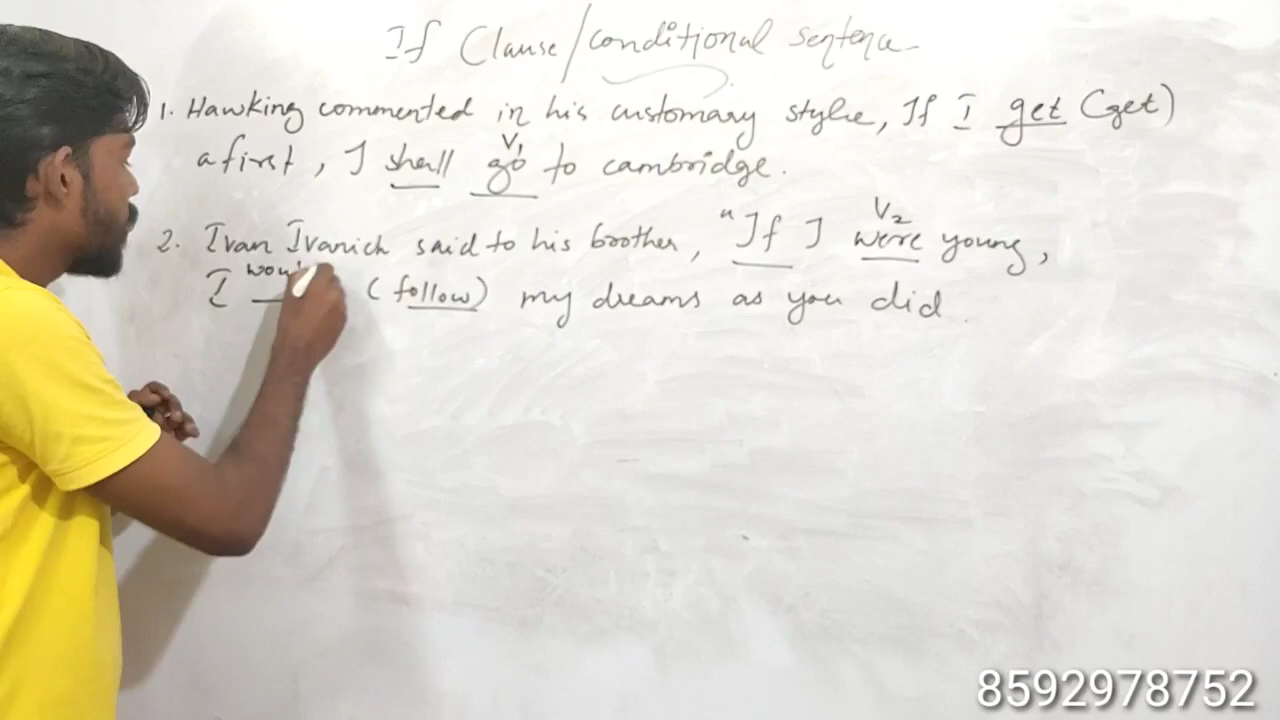 If Clause/conditional sentence
1. Hawking commented in his customary style, If I get (get)
V1
a first, I shall go to cambridge.
V2
2. Ivan Ivanich said to his brother, "If I were young,
woul
I (follow) my dreams as you did.
8592978752